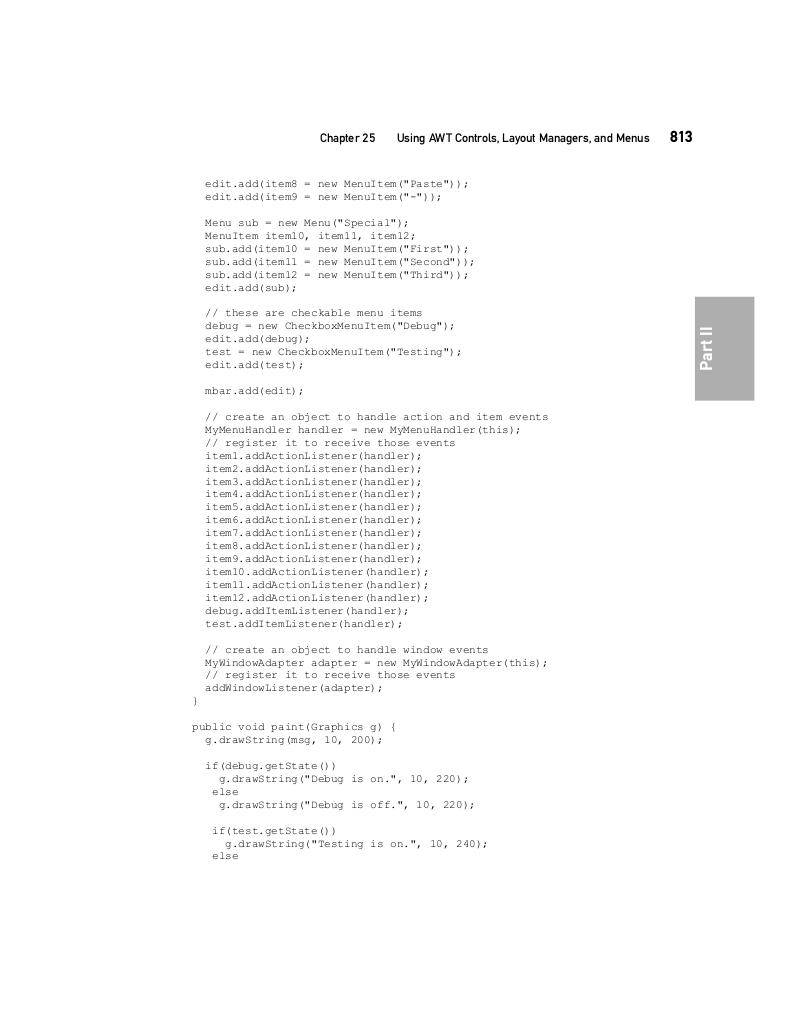 Chapter 25 Using AWT Controls, Layout Managers, and Menus 813
edit.add(item8 = new MenuItem("Paste"));
edit.add(item9 = new MenuItem("-"));
Menu sub = new Menu("Special");
MenuItem item10, item11, item12;
sub.add(item10 = new MenuItem("First"));
sub.add(item11 = new MenuItem("Second"));
sub.add(item12 = new MenuItem("Third"));
edit.add(sub);
// these are checkable menu items
debug = new CheckboxMenuItem("Debug");
edit.add(debug);
test = new CheckboxMenuItem("Testing");
edit.add(test);
mbar.add(edit);
// create an object to handle action and item events
MyMenuHandler handler = new MyMenuHandler(this);
// register it to receive those events
item1.addActionListener(handler);
item2.addActionListener(handler);
item3.addActionListener(handler);
item4.addActionListener(handler);
item5.addActionListener(handler);
item6.addActionListener(handler);
item7.addActionListener(handler);
item8.addActionListener(handler);
item9.addActionListener(handler);
item10.addActionListener(handler);
item11.addActionListener(handler);
item12.addActionListener(handler);
debug.addItemListener(handler);
test.addItemListener(handler);
// create an object to handle window events
MyWindowAdapter adapter = new MyWindowAdapter(this);
// register it to receive those events
addWindowListener(adapter);
}
public void paint(Graphics g) {
g.drawString(msg, 10, 200);
if(debug.getState())
g.drawString("Debug is on.", 10, 220);
else
g.drawString("Debug is off.", 10, 220);
if(test.getState())
g.drawString("Testing is on.", 10, 240);
else
Part II